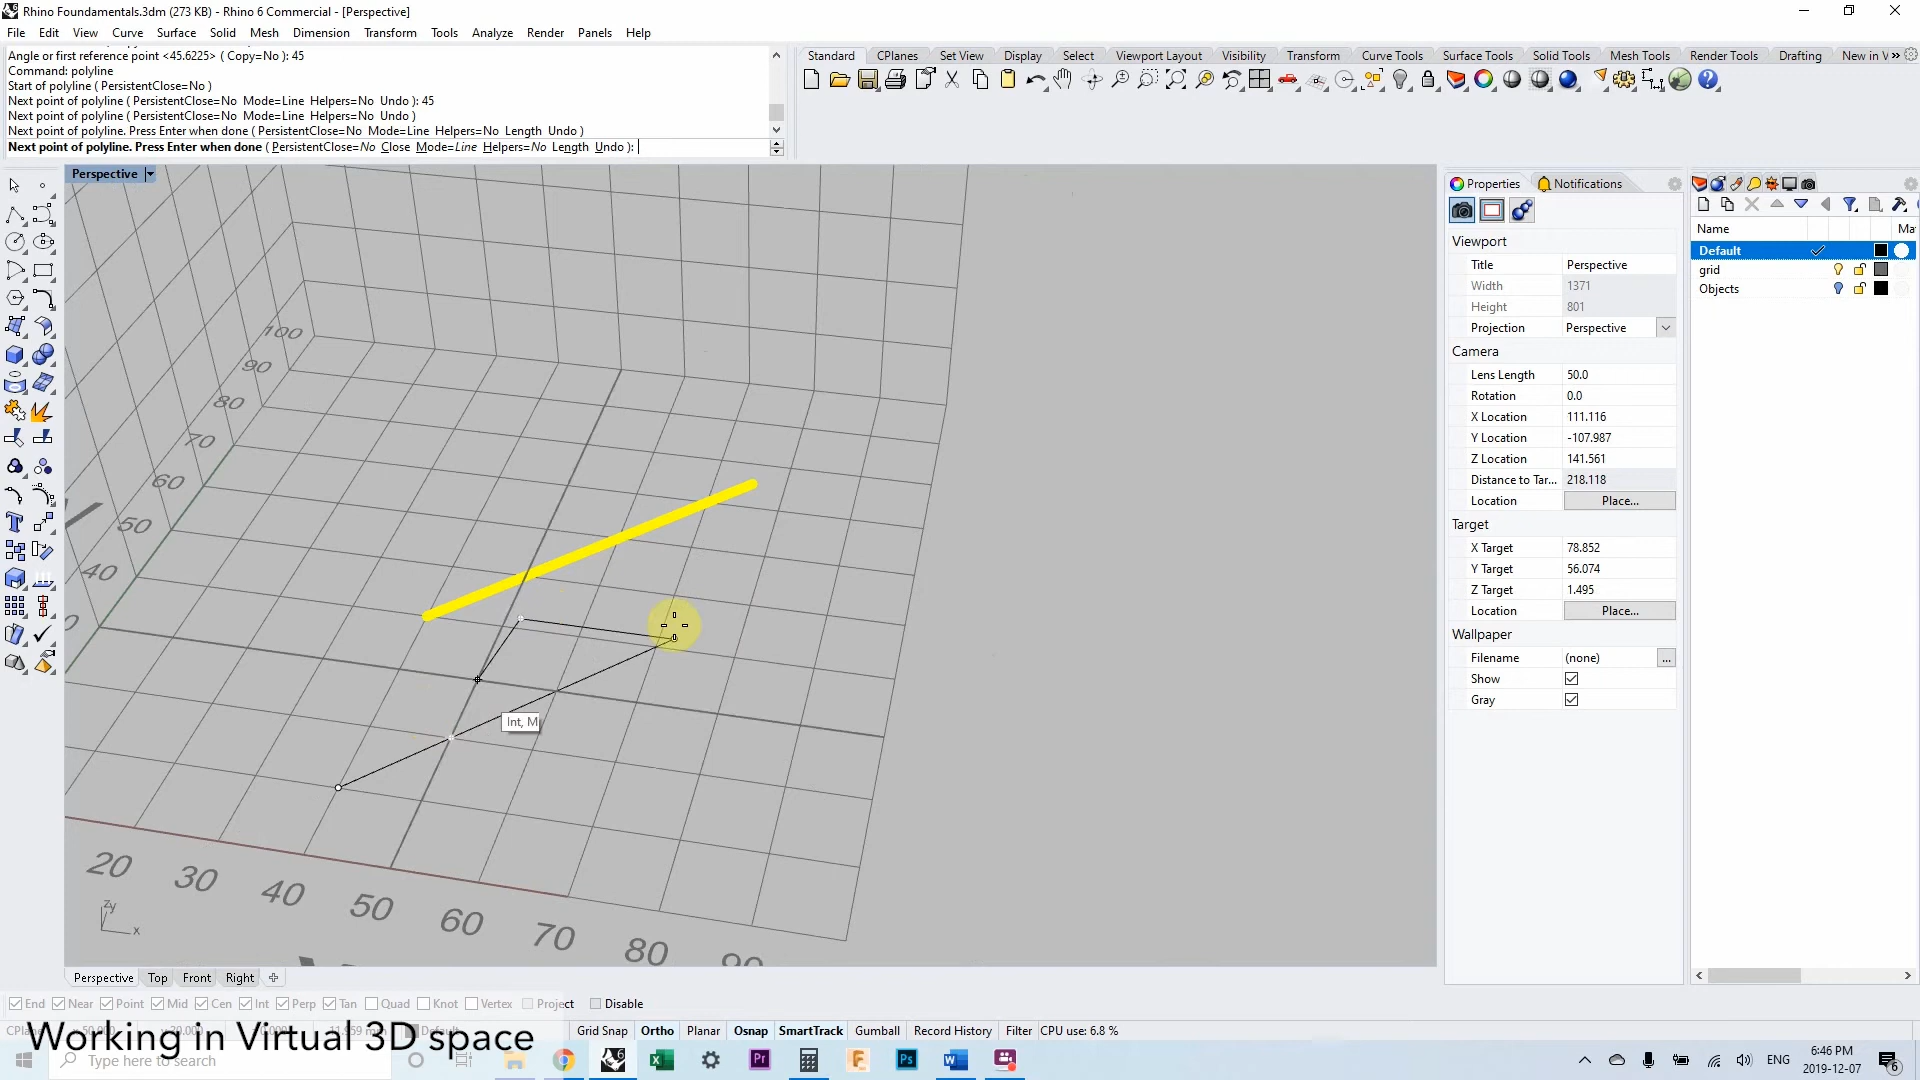 Rhino Foundamentals.3dm (273 KB) - Rhino 6 Commercial - [Perspective]
File Edit View Curve Surface Solid Mesh Dimension Transform Tools Analyze Render Panels Help
Angle or first reference point <45.6225> ( Copy=No ): 45
Command: polyline
Start of polyline ( PersistentClose=No )
Next point of polyline ( PersistentClose=No Mode=Line Helpers=No Undo ): 45
Next point of polyline ( PersistentClose=No Mode=Line Helpers=No Undo )
Next point of polyline. Press Enter when done ( PersistentClose=No Mode=Line Helpers=No Length Undo )
Next point of polyline. Press Enter when done ( PersistentClose=No Close Mode=Line Helpers=No Length Undo ):
Standard CPlanes Set View Display Select Viewport Layout Visibility Transform Curve Tools Surface Tools Solid Tools Mesh Tools Render Tools Drafting New in V
Perspective
100
90
80
70
60
50
40
0
Int, M
20 30 40 50 60 70 80 90
zy
x
Properties Notifications
Viewport
Title Perspective
Width 1371
Height 801
Projection Perspective
Camera
Lens Length 50.0
Rotation 0.0
X Location 111.116
Y Location -107.987
Z Location 141.561
Distance to Tar... 218.118
Location Place...
Target
X Target 78.852
Y Target 56.074
Z Target 1.495
Location Place...
Wallpaper
Filename (none) ...
Show
Gray
Name Ma
Default
grid
Objects
Perspective Top Front Right
End Near Point Mid Cen Int Perp Tan Quad Knot Vertex Project Disable
Grid Snap Ortho Planar Osnap SmartTrack Gumball Record History Filter CPU use: 6.8 %
Working in Virtual 3D space
Type here to search
ENG
6:46 PM
2019-12-07
6